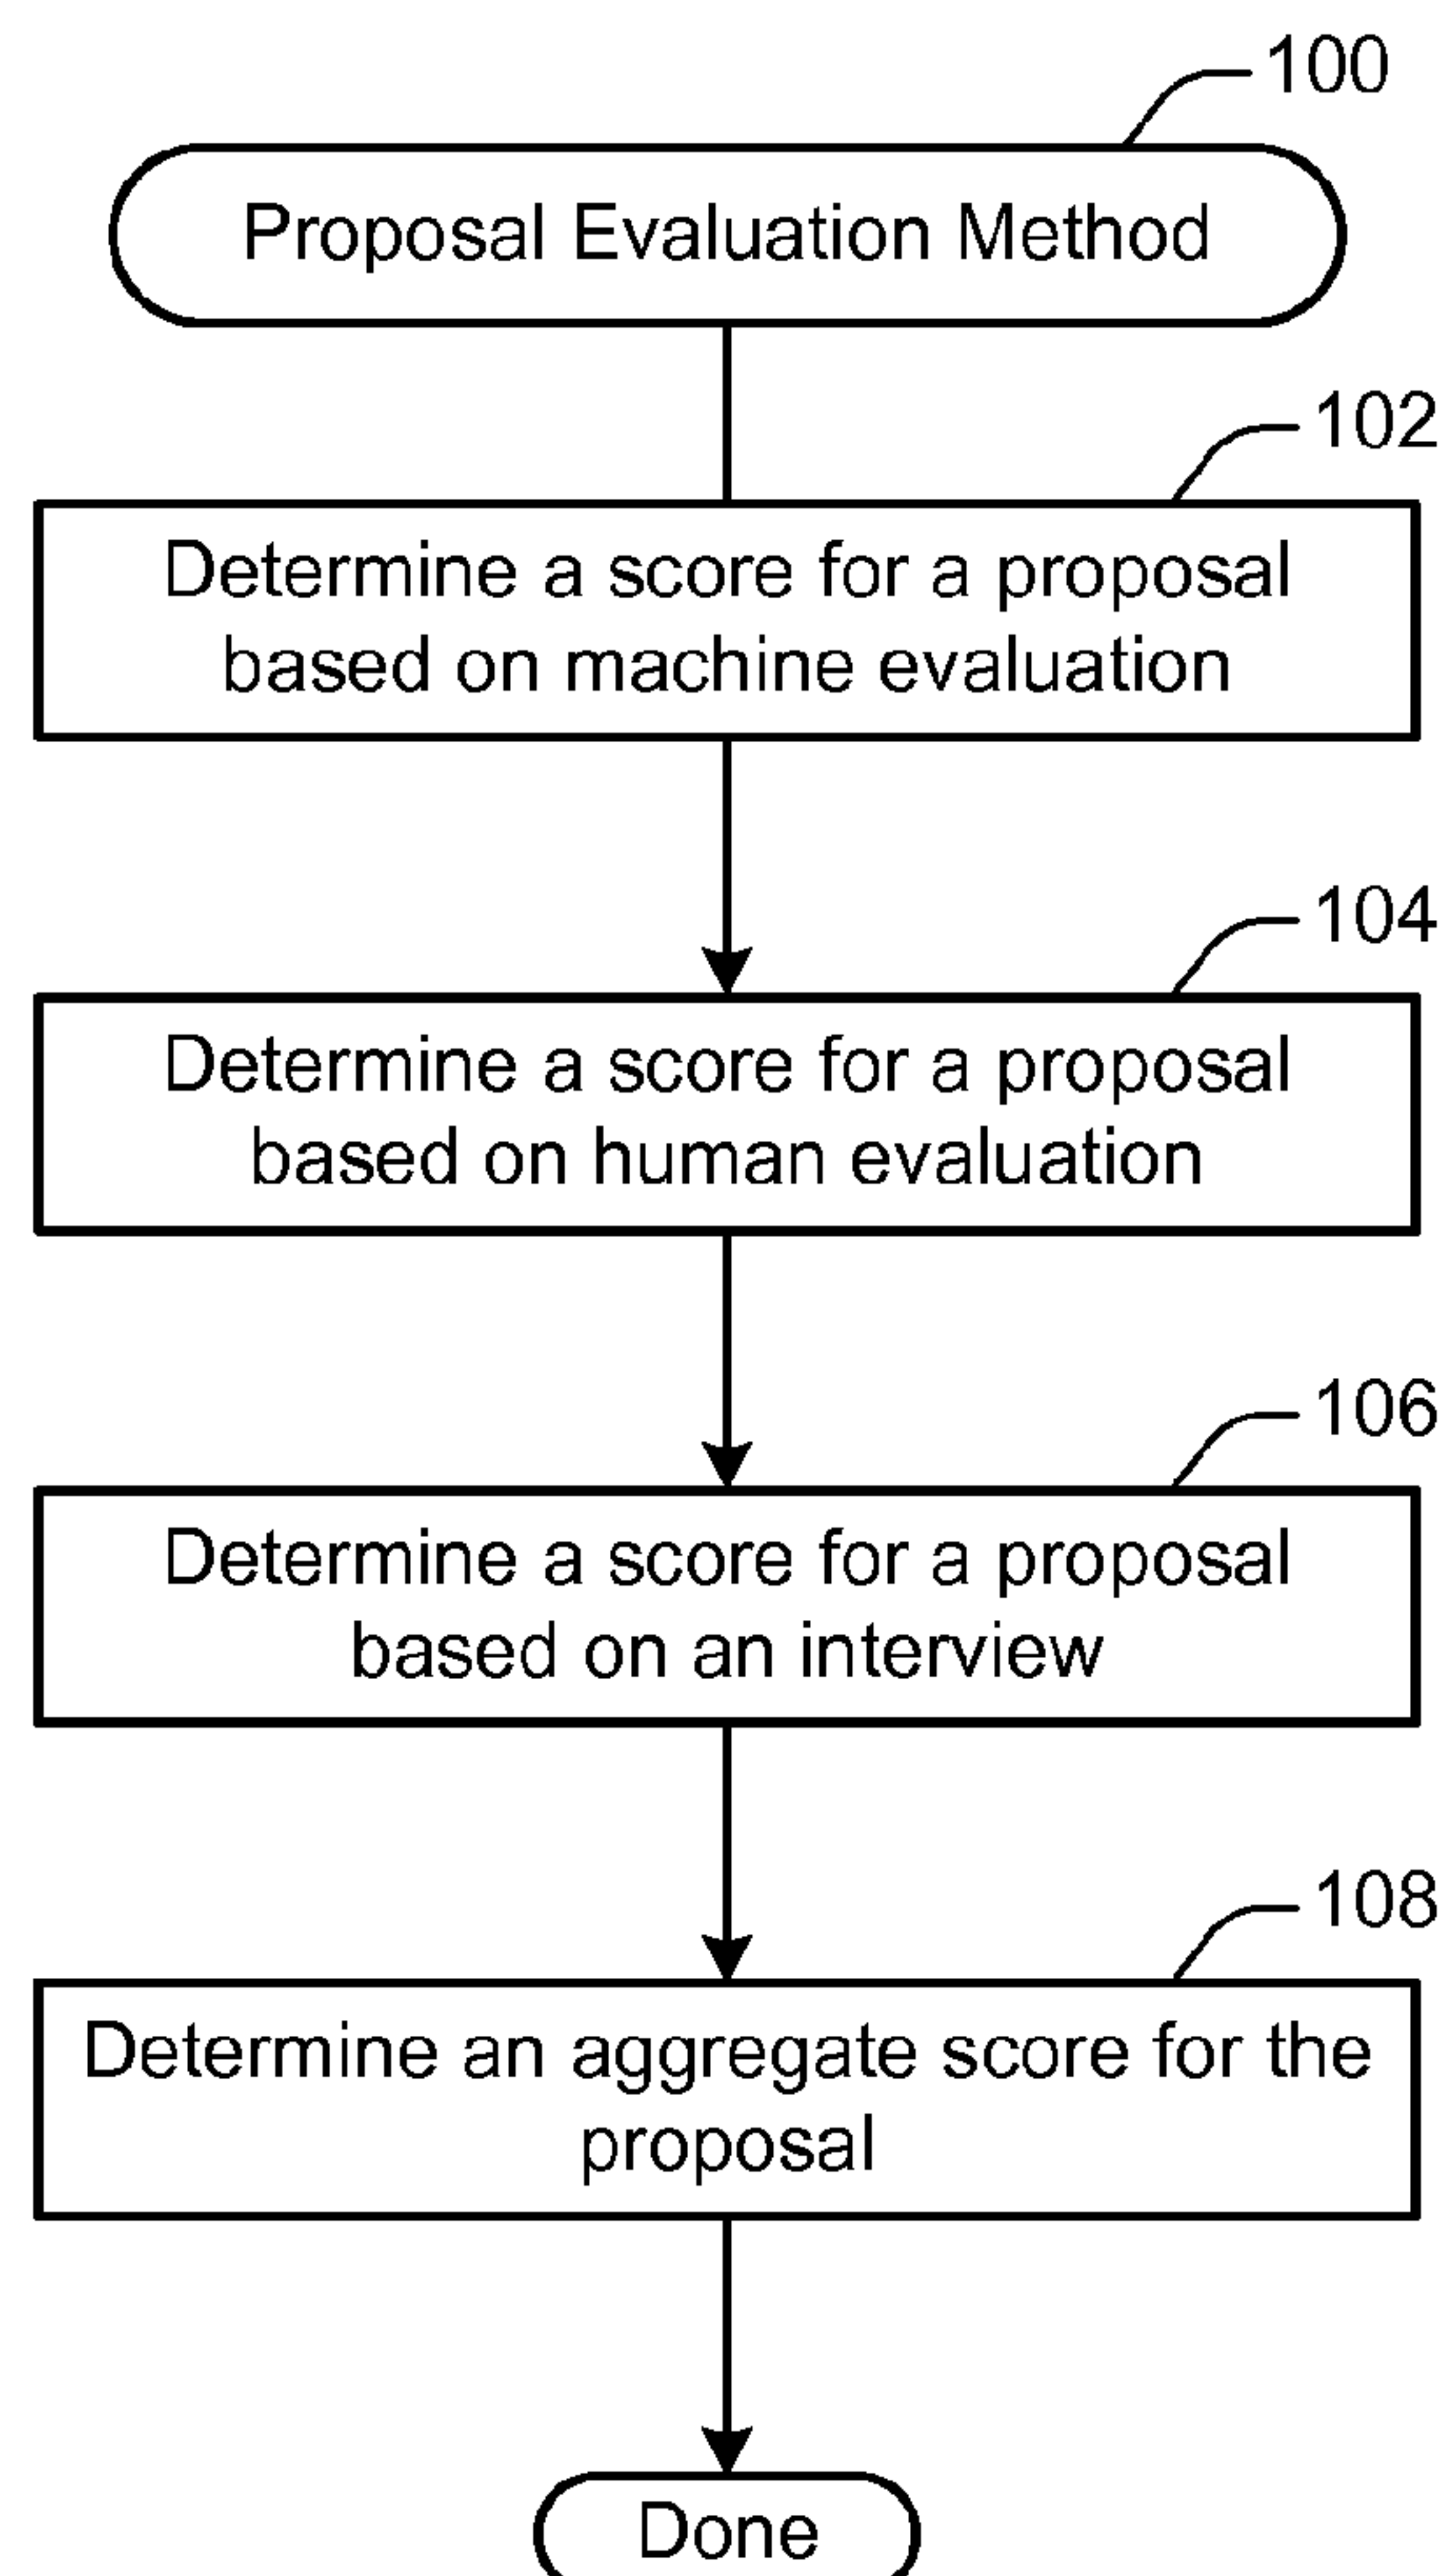 100
Proposal Evaluation Method
102
Determine a score for a proposal
based on machine evaluation
104
Determine a score for a proposal
based on human evaluation
106
Determine a score for a proposal
based on an interview
108
Determine an aggregate score for the
proposal
Done